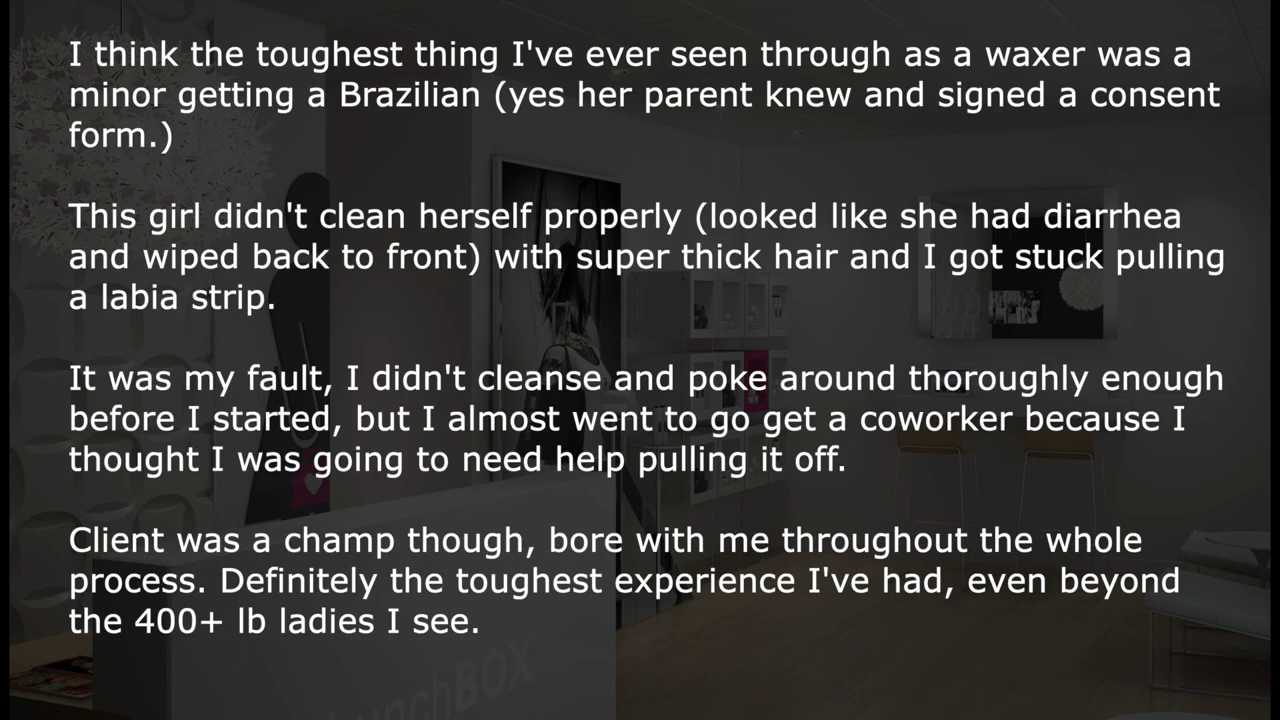 I think the toughest thing I've ever seen through as a waxer was a
minor getting a Brazilian (yes her parent knew and signed a consent
form.)
This girl didn't clean herself properly (looked like she had diarrhea
and wiped back to front) with super thick hair and I got stuck pulling
a labia strip.
It was my fault, I didn't cleanse and poke around thoroughly enough
before I started, but I almost went to go get a coworker because I
thought I was going to need help pulling it off.
Client was a champ though, bore with me throughout the whole
process. Definitely the toughest experience I've had, even beyond
the 400+ lb ladies I see.